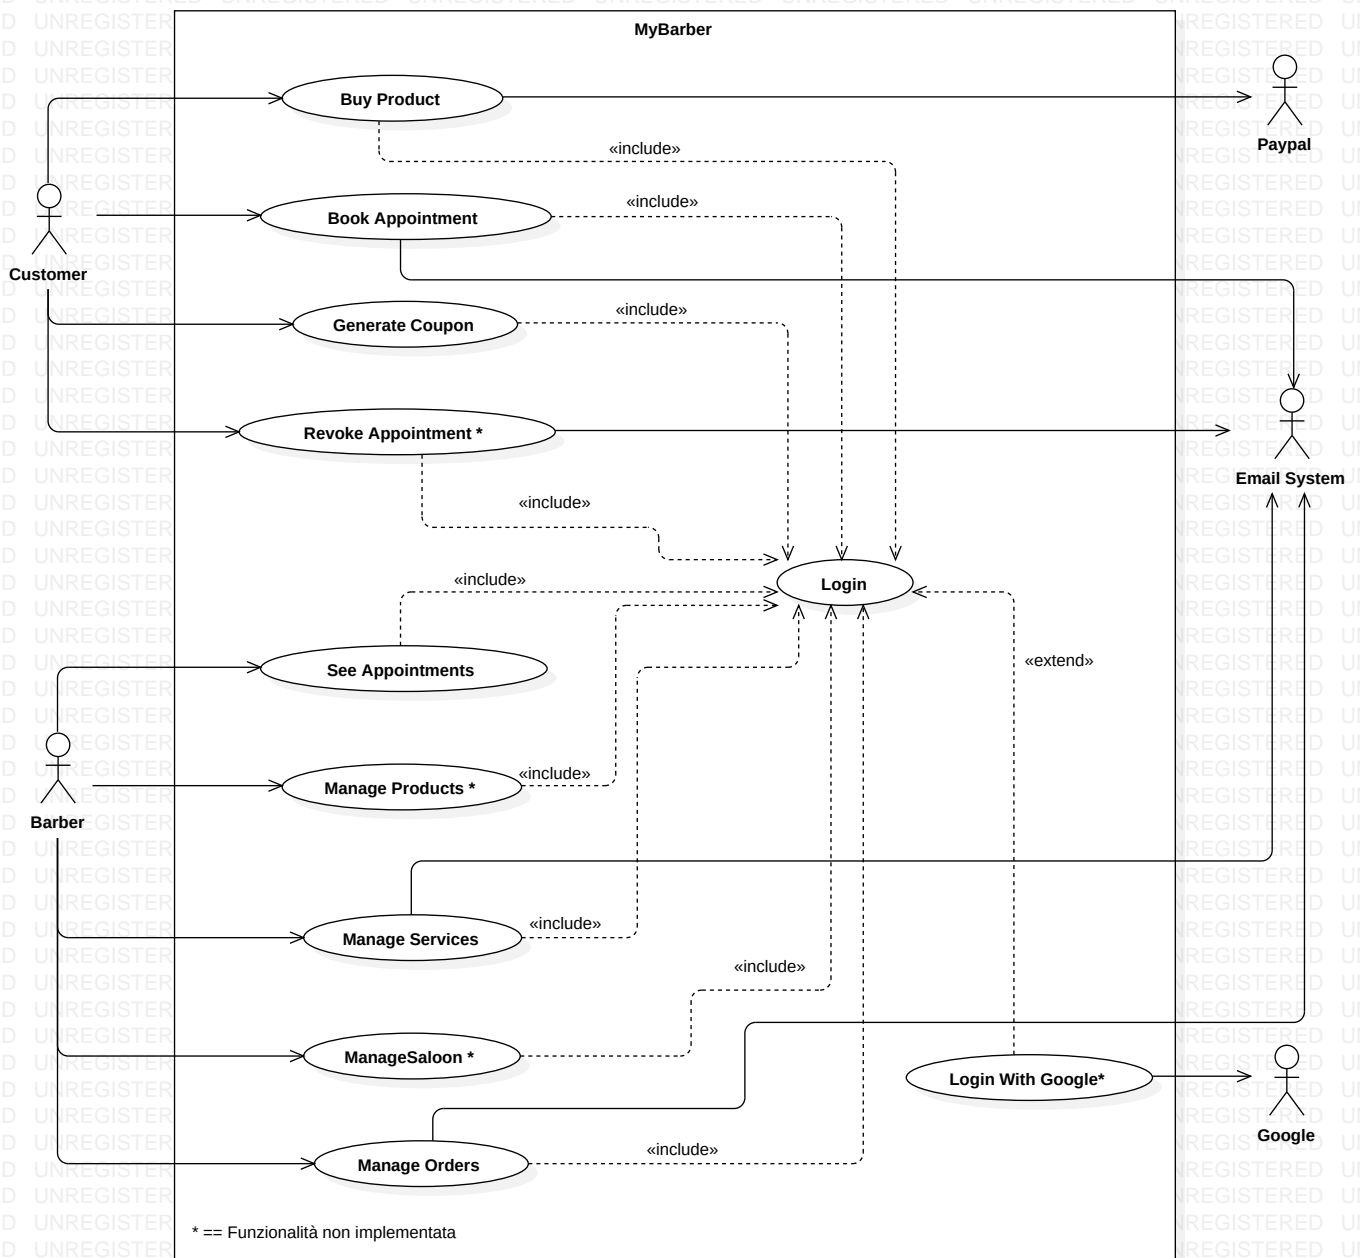 MyBarber
Buy Product
Paypal
«include»
«include»
Book Appointment
Customer
«include»
Generate Coupon
Revoke Appointment *
Email System
«include»
«include»
Login
«extend»
See Appointments
«include»
Manage Products *
Barber
«include»
Manage Services
«include»
ManageSaloon *
Login With Google*
Google
«include»
Manage Orders
* == Funzionalità non implementata
UNREGISTERED